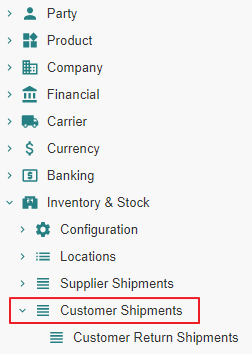 Party
Product
Company
Financial
Carrier
Currency
Banking
Inventory & Stock
Configuration
Locations
Supplier Shipments
Customer Shipments
Customer Return Shipments